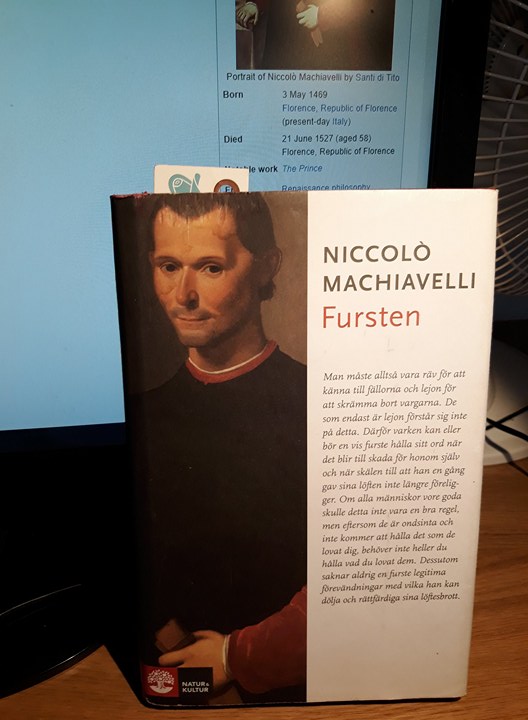 Portrait of Niccolò Machiavelli by Santi di Tito
Born 3 May 1469
Florence, Republic of Florence
(present-day Italy)
Died 21 June 1527 (aged 58)
Florence, Republic of Florence
work The Prince
Renaissance philosophy
NICCOLÒ
MACHIAVELLI
Fursten
Man måste alltså vara räv för att
känna till fällorna och lejon för
att skrämma bort vargarna. De
som endast är lejon förstår sig inte
på detta. Därför varken kan eller
bör en vis furste hålla sitt ord när
det blir till skada för honom själv
och när skälen till att han en gång
gav sina löften inte längre förelig-
ger. Om alla människor vore goda
skulle detta inte vara en bra regel,
men eftersom de är ondsinta och
inte kommer att hålla det som de
lovat dig, behöver inte heller du
hålla vad du lovat dem. Dessutom
saknar aldrig en furste legitima
förevändningar med vilka han kan
dölja och rättfärdiga sina löftesbrott.
NATUR &
KULTUR